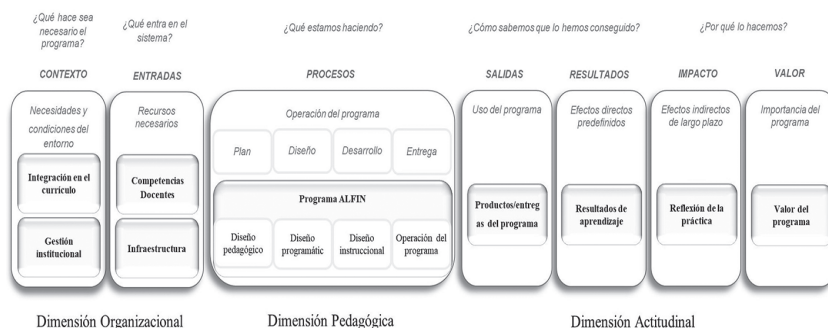 ¿Qué hace sea
necesario el
programa?
¿Qué entra en el
sistema?
¿Qué estamos haciendo?
¿Cómo sabemos que lo hemos conseguido?
¿Por qué lo hacemos?
CONTEXTO
ENTRADAS
PROCESOS
SALIDAS
RESULTADOS
IMPACTO
VALOR
Necesidades y
condiciones del
entorno
Integración en el
currículo
Gestión
institucional
Recursos
necesarios
Competencias
Docentes
Infraestructura
Operación del programa
Plan
Diseño
Desarrollo
Entrega
Programa ALFIN
Diseño
pedagógico
Diseño
programátic
Diseño
instruccional
Operación del
programa
Uso del programa
Productos/entreg
as del programa
Efectos directos
predefinidos
Resultados de
aprendizaje
Efectos indirectos
de largo plazo
Reflexión de la
práctica
Importancia del
programa
Valor del
programa
Dimensión Organizacional
Dimensión Pedagógica
Dimensión Actitudinal